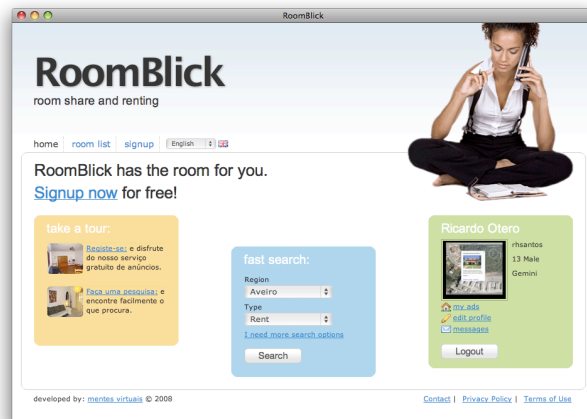 RoomBlick
RoomBlick
room share and renting
home
room list
signup
English
RoomBlick has the room for you.
Signup now for free!
take a tour:
Registe-se: e disfrute
do nosso serviço
gratuito de anúncios.
Faça uma pesquisa: e
encontre facilmente o
que procura.
fast search:
Region
Aveiro
Type
Rent
I need more search options
Search
Ricardo Otero
rhsantos
13 Male
Gemini
my ads
edit profile
messages
Logout
developed by: mentes virtuais © 2008
Contact | Privacy Policy | Terms of Use